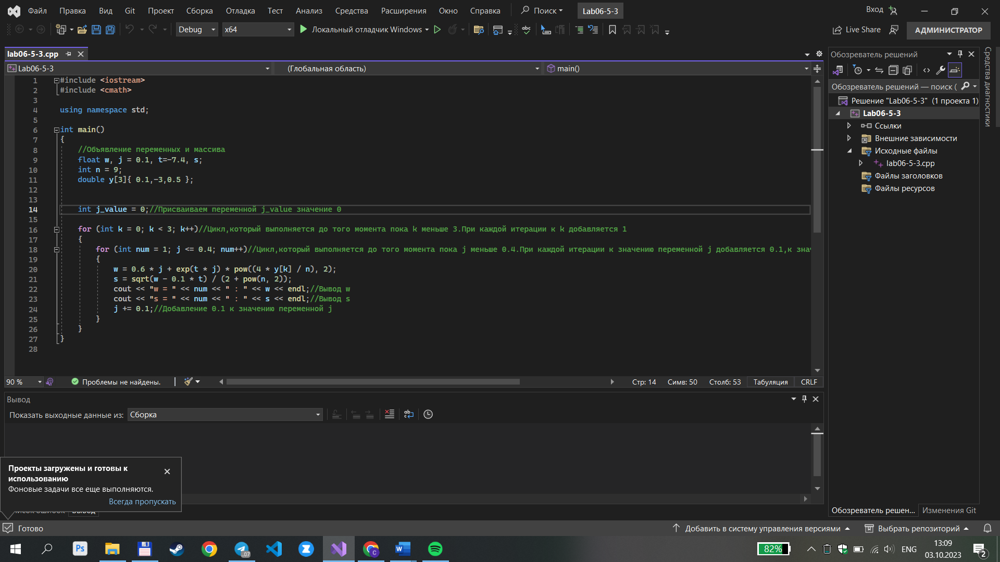 Файл Правка Вид Git Проект Сборка Отладка Тест Анализ Средства Расширения Окно Справка Поиск Lab06-5-3 Вход
Debug x64 Локальный отладчик Windows Live Share АДМИНИСТРАТОР
lab06-5-3.cpp
Lab06-5-3 (Глобальная область) main()
1 #include <iostream>
2 #include <cmath>
3
4 using namespace std;
5
6 int main()
7 {
8 //Объявление переменных и массива
9 float w, j = 0.1, t=-7.4, s;
10 int n = 9;
11 double y[3]{ 0.1,-3,0.5 };
12
13
14 int j_value = 0;//Присваиваем переменной j_value значение 0
15
16 for (int k = 0; k < 3; k++)//Цикл,который выполняется до того момента пока k меньше 3.При каждой итерации к k добавляется 1
17 {
18 for (int num = 1; j <= 0.4; num++)//Цикл,который выполняется до того момента пока j меньше 0.4.При каждой итерации к значению переменной j добавляется 0.1,к
19 {
20 w = 0.6 * j + exp(t * j) * pow((4 * y[k] / n), 2);
21 s = sqrt(w - 0.1 * t) / (2 + pow(n, 2));
22 cout << "w = " << num << " : " << w << endl;//Вывод w
23 cout << "s = " << num << " : " << s << endl;//Вывод s
24 j += 0.1;//Добавление 0.1 к значению переменной j
25 }
26 }
27 }
28
90 % Проблемы не найдены. Стр: 14 Симв: 50 Столб: 53 Табуляция CRLF
Вывод
Показать выходные данные из: Сборка
Проекты загружены и готовы к
использованию
Фоновые задачи все еще выполняются.
Всегда пропускать
Вывод
Обозреватель решений
Обозреватель решений — поиск (
Решение "Lab06-5-3" (1 проекта 1)
Lab06-5-3
Ссылки
Внешние зависимости
Исходные файлы
lab06-5-3.cpp
Файлы заголовков
Файлы ресурсов
Обозреватель решен... Изменения Git
Средства диагностики
Готово Добавить в систему управления версиями Выбрать репозиторий
Ps ..07 82% ENG 13:09
03.10.2023 2